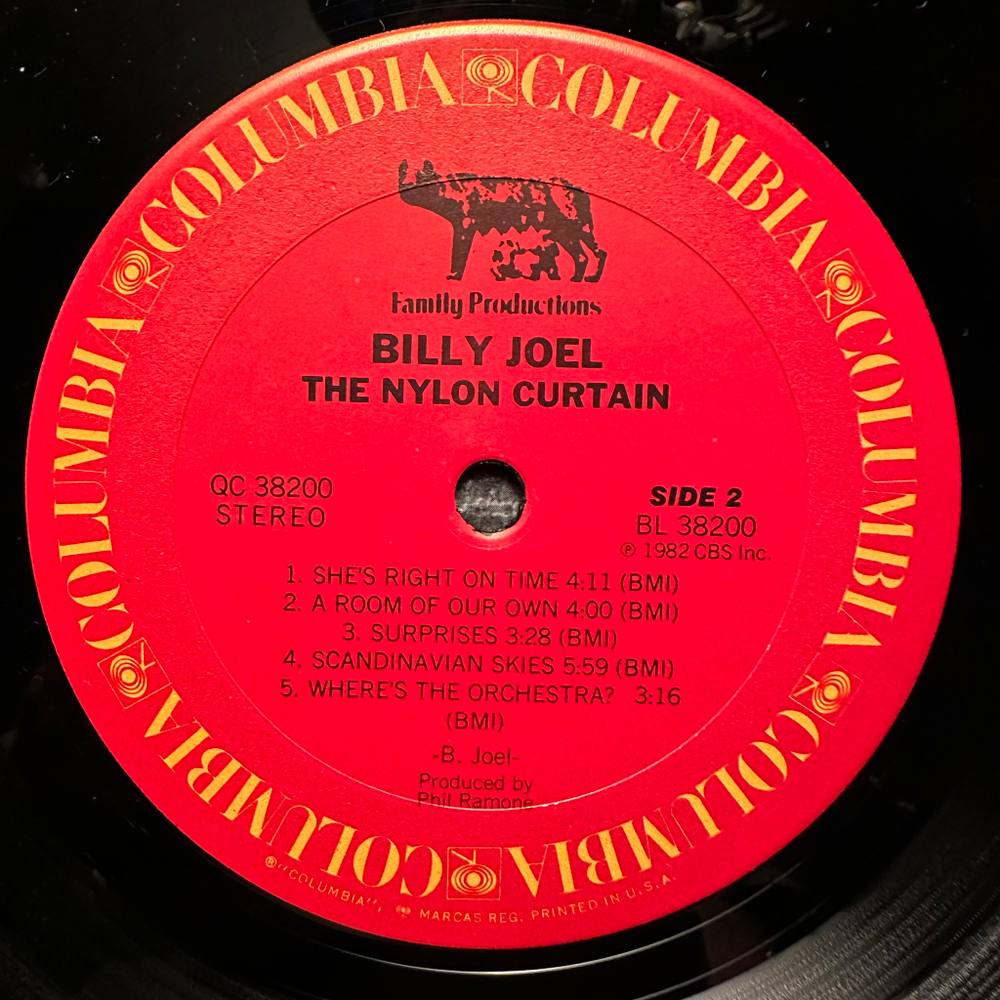 COLUMBIA COLUMBIA COLUMBIA COLUMBIA COLUMBIA COLUMBIA COLUMBIA COLUMBIA
Family Productions
BILLY JOEL
THE NYLON CURTAIN
QC 38200
STEREO
SIDE 2
BL 38200
℗ 1982 CBS Inc.
1. SHE'S RIGHT ON TIME 4:11 (BMI)
2. A ROOM OF OUR OWN 4:00 (BMI)
3. SURPRISES 3:28 (BMI)
4. SCANDINAVIAN SKIES 5:59 (BMI)
5. WHERE'S THE ORCHESTRA? 3:16
(BMI)
-B. Joel-
Produced by
Phil Ramone
®"COLUMBIA", MARCAS REG. PRINTED IN U.S.A.